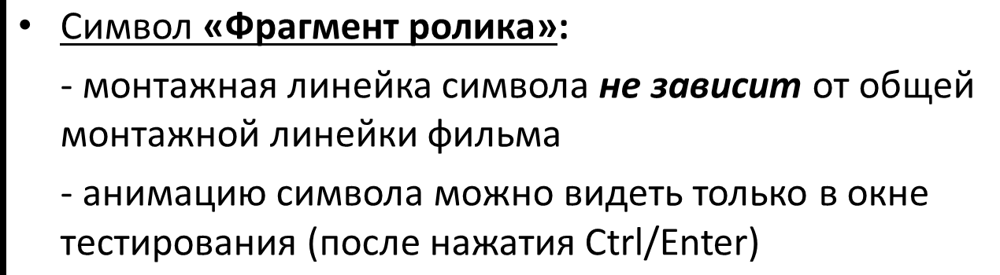 • Символ «Фрагмент ролика»:
- монтажная линейка символа не зависит от общей
монтажной линейки фильма
- анимацию символа можно видеть только в окне
тестирования (после нажатия Ctrl/Enter)